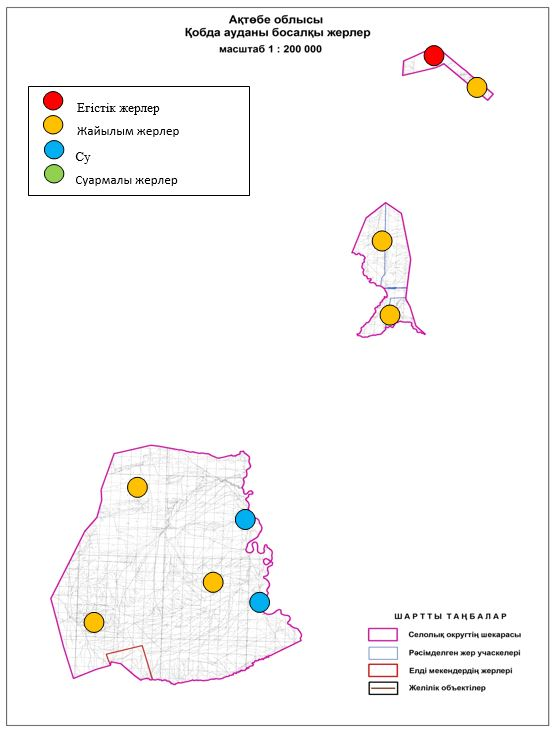 Ақтөбе облысы
Қобда ауданы босалқы жерлер
масштаб 1 : 200 000
Егістік жерлер
Жайылым жерлер
Су
Суармалы жерлер
ШАРТТЫ ТАҢБАЛАР
Селолық округтің шекарасы
Рәсімделген жер учаскелері
Елді мекендердің жерлері
Желілік объектілер